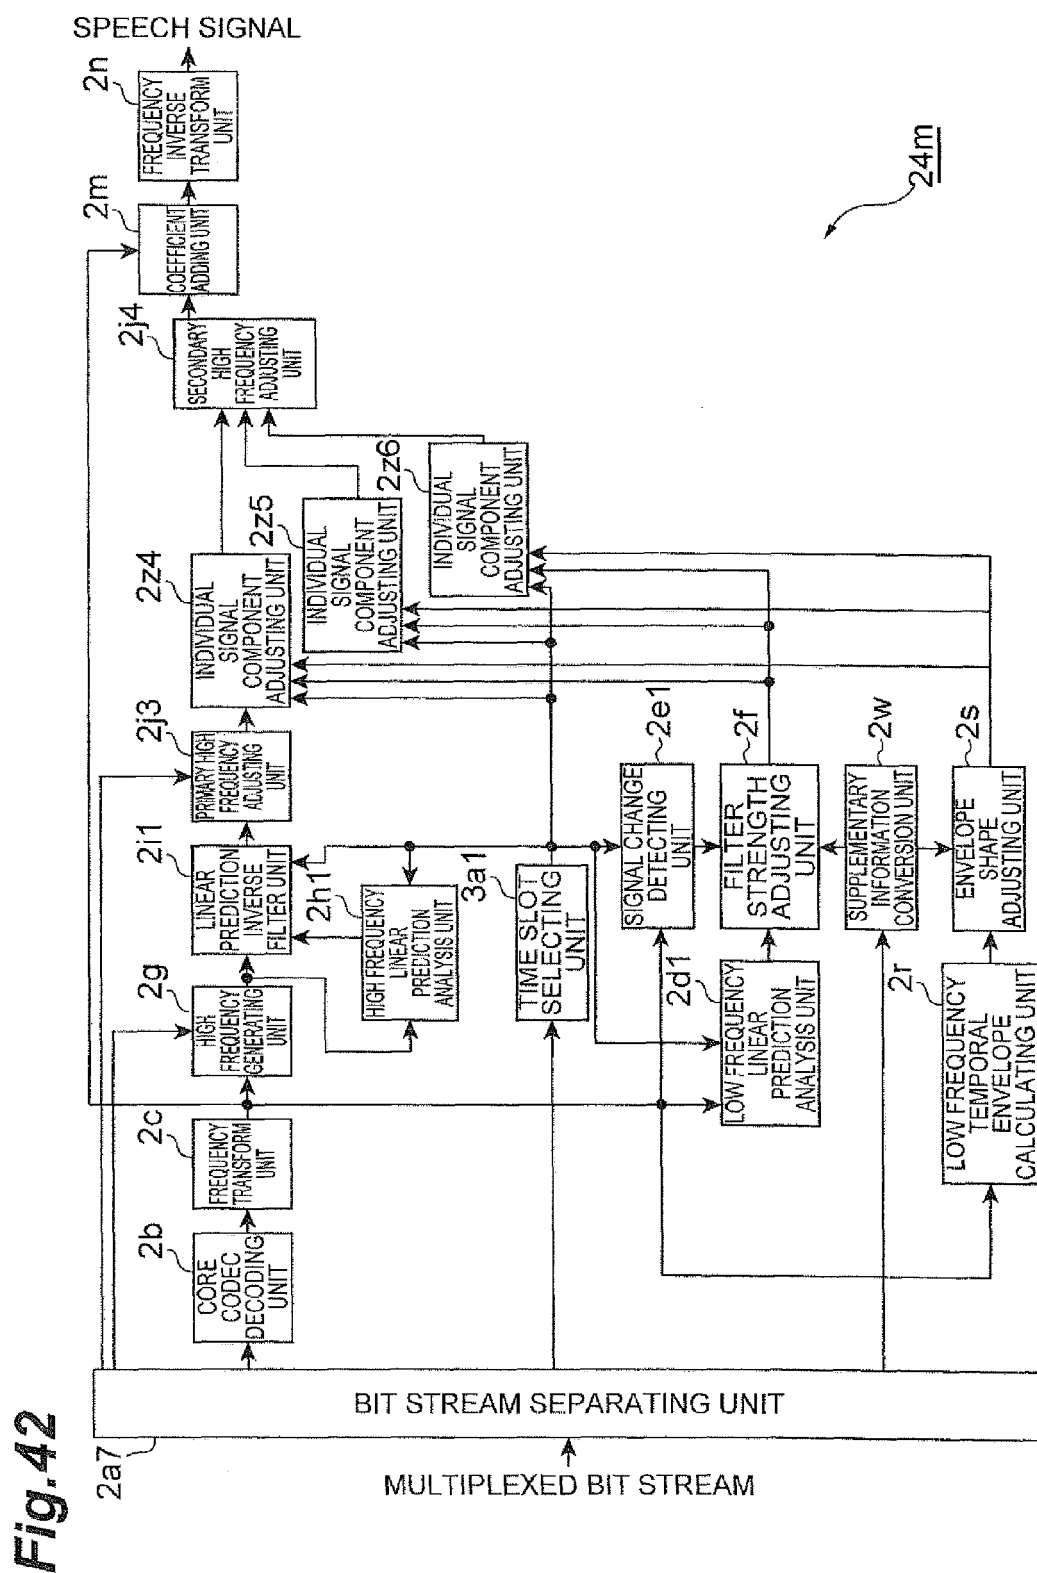 Fig.42
SPEECH SIGNAL
2n
FREQUENCY
INVERSE
TRANSFORM
UNIT
2m
COEFFICIENT
ADDING UNIT
2j4
SECONDARY
HIGH
FREQUENCY
ADJUSTING
UNIT
24m
2z4
INDIVIDUAL
SIGNAL
COMPONENT
ADJUSTING UNIT
2z5
INDIVIDUAL
SIGNAL
COMPONENT
ADJUSTING UNIT
2z6
INDIVIDUAL
SIGNAL
COMPONENT
ADJUSTING UNIT
2j3
PRIMARY HIGH
FREQUENCY
ADJUSTING
UNIT
2i1
LINEAR
PREDICTION
INVERSE
FILTER UNIT
2h1
HIGH FREQUENCY
LINEAR
PREDICTION
ANALYSIS UNIT
3a1
TIME SLOT
SELECTING
UNIT
2e1
SIGNAL CHANGE
DETECTING
UNIT
2f
FILTER
STRENGTH
ADJUSTING
UNIT
2w
SUPPLEMENTARY
INFORMATION
CONVERSION UNIT
2s
ENVELOPE
SHAPE
ADJUSTING UNIT
2g
HIGH
FREQUENCY
GENERATING
UNIT
2d1
LOW FREQUENCY
LINEAR
PREDICTION
ANALYSIS UNIT
2r
LOW FREQUENCY
TEMPORAL
ENVELOPE
CALCULATING UNIT
2c
FREQUENCY
TRANSFORM
UNIT
2b
CORE
CODEC
DECODING
UNIT
BIT STREAM SEPARATING UNIT
2a7
MULTIPLEXED BIT STREAM